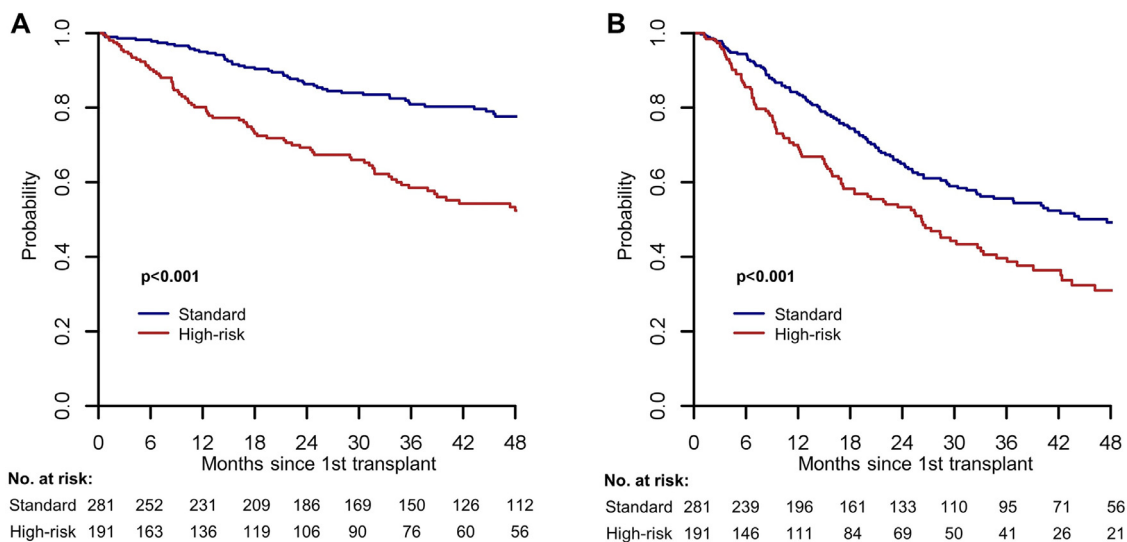 A
1.0
0.8
0.6
0.4
0.2
0.0
Probability
p<0.001
Standard
High-risk
0 6 12 18 24 30 36 42 48
Months since 1st transplant
No. at risk:
Standard 281 252 231 209 186 169 150 126 112
High-risk 191 163 136 119 106 90 76 60 56
B
1.0
0.8
0.6
0.4
0.2
0.0
Probability
p<0.001
Standard
High-risk
0 6 12 18 24 30 36 42 48
Months since 1st transplant
No. at risk:
Standard 281 239 196 161 133 110 95 71 56
High-risk 191 146 111 84 69 50 41 26 21